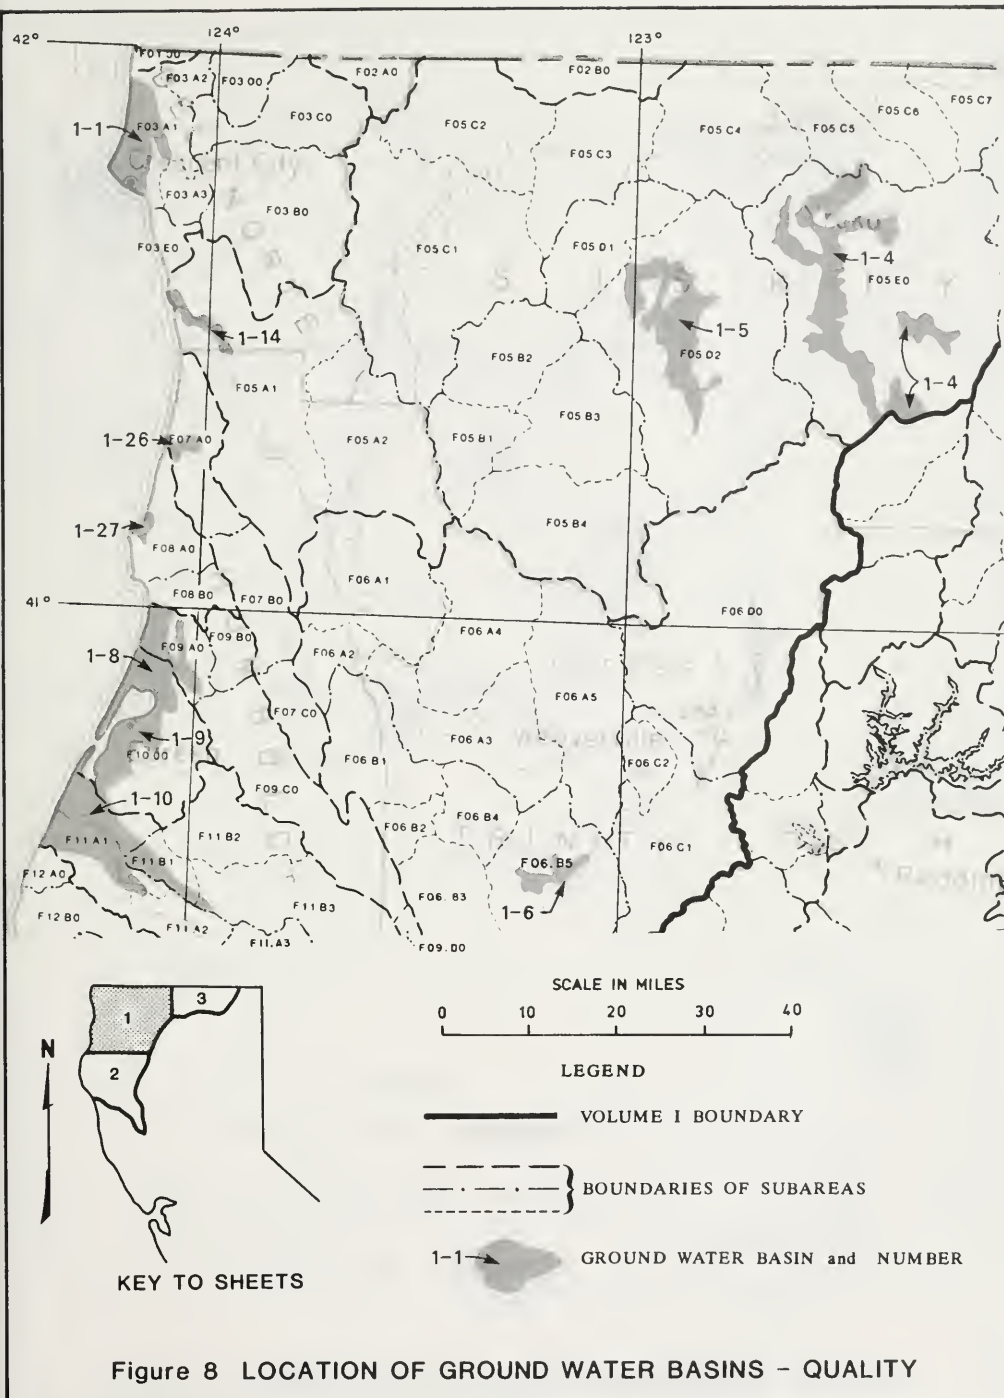 42°
124°
123°
F03 A2
F03 00
F02 A0
F02 B0
F05 C7
F05 C6
F03 C0
F05 C2
F05 C4
F05 C5
F03 A1
1-1
F05 C3
F03 A3
F03 B0
F03 E0
F05 C1
F05 D1
1-4
F05 E0
1-14
1-5
F05 B2
F05 D2
F05 A1
1-4
F05 B3
1-26
F07 A0
F05 A2
F05 B1
1-27
F05 B4
F08 A0
F06 A1
F08 B0
F07 B0
F06 D0
41°
F09 B0
F06 A4
F09 A0
F06 A2
1-8
F06 A5
F07 C0
1-9
F06 A3
F06 B1
F06 C2
F09 C0
1-10
F06 B4
F11 A1
F11 B2
F06 B2
TRINITY
F06 C1
F11 B1
F06.B5
F12 A0
F06.B3
F11 B3
1-6
F12 B0
F11 A2
F11.A3
F09.D0
SCALE IN MILES
0 10 20 30 40
LEGEND
VOLUME I BOUNDARY
BOUNDARIES OF SUBAREAS
1-1
GROUND WATER BASIN and NUMBER
N
1
2
3
KEY TO SHEETS
Figure 8 LOCATION OF GROUND WATER BASINS - QUALITY